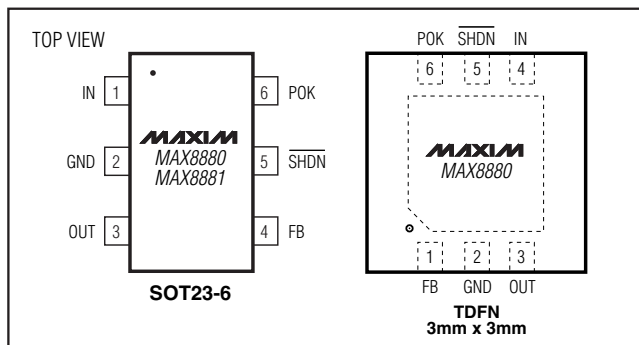 TOP VIEW
IN 1
GND 2
OUT 3
6 POK
5 SHDN
4 FB
MAXIM
MAX8880
MAX8881
SOT23-6
POK SHDN IN
6 5 4
MAXIM
MAX8880
1 2 3
FB GND OUT
TDFN
3mm x 3mm